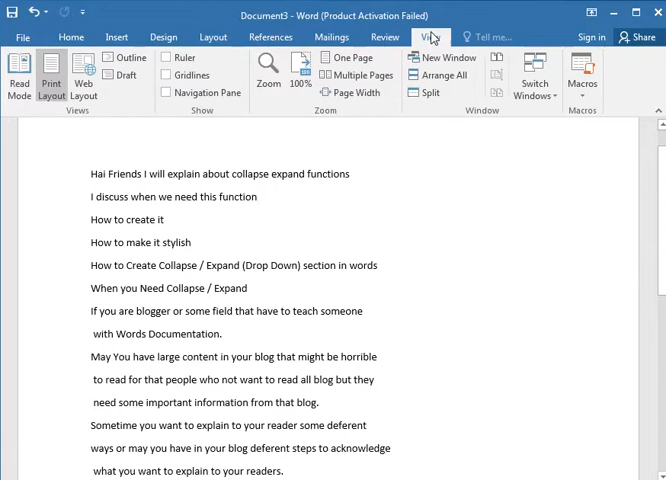 Document3 - Word (Product Activation Failed)
File Home Insert Design Layout References Mailings Review View Tell me... Sign in Share
Read Mode
Print Layout
Web Layout
Outline
Draft
Views
Ruler
Gridlines
Navigation Pane
Show
Zoom
100%
One Page
Multiple Pages
Page Width
Zoom
New Window
Arrange All
Split
Switch Windows
Window
Macros
Macros
Hai Friends I will explain about collapse expand functions
I discuss when we need this function
How to create it
How to make it stylish
How to Create Collapse / Expand (Drop Down) section in words
When you Need Collapse / Expand
If you are blogger or some field that have to teach someone
with Words Documentation.
May You have large content in your blog that might be horrible
to read for that people who not want to read all blog but they
need some important information from that blog.
Sometime you want to explain to your reader some deferent
ways or may you have in your blog deferent steps to acknowledge
what you want to explain to your readers.